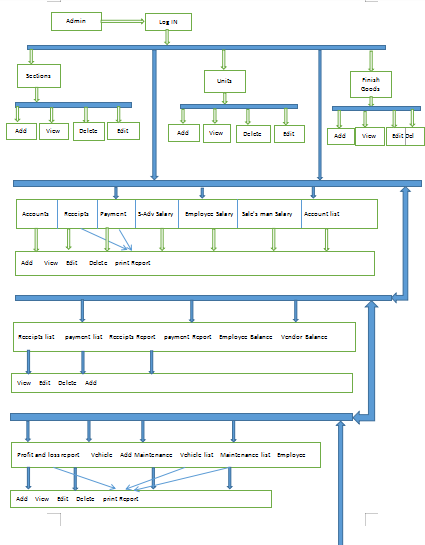 Admin Log IN
Sections Units Finish Goods
Add View Delete Edit Add View Delete Edit Add View Edit Del
Accounts Receipts Payment S-Adv Salary Employee Salary Sale's man Salary Account list
Add View Edit Delete print Report
Receipts list payment list Receipts Report payment Report Employee Balance Vendor Balance
View Edit Delete Add
Profit and loss report Vehicle Add Maintenance Vehicle list Maintenance list Employee
Add View Edit Delete print Report